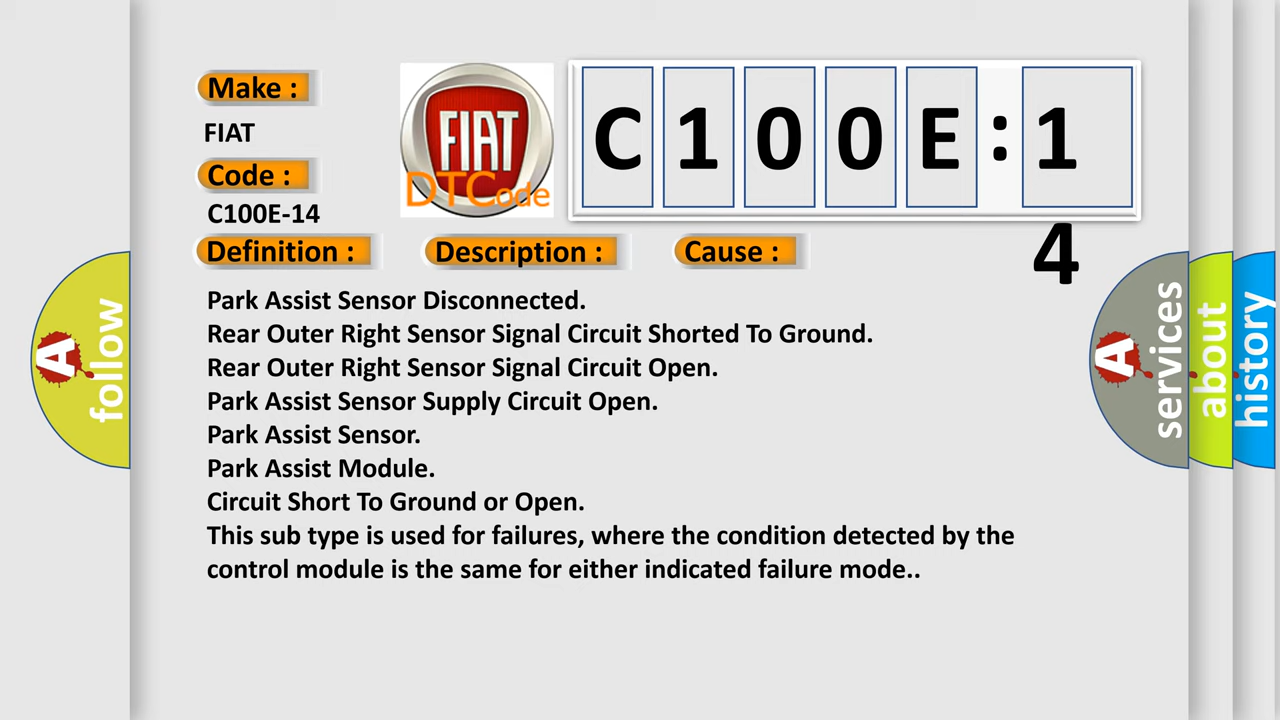 Make :
FIAT
Code :
C100E-14
FIAT
DTCode
C100E:1
4
Definition :
Description :
Cause :
Park Assist Sensor Disconnected.
Rear Outer Right Sensor Signal Circuit Shorted To Ground.
Rear Outer Right Sensor Signal Circuit Open.
Park Assist Sensor Supply Circuit Open.
Park Assist Sensor.
Park Assist Module.
Circuit Short To Ground or Open.
This sub type is used for failures, where the condition detected by the
control module is the same for either indicated failure mode..
A
follow
A
services
about
history